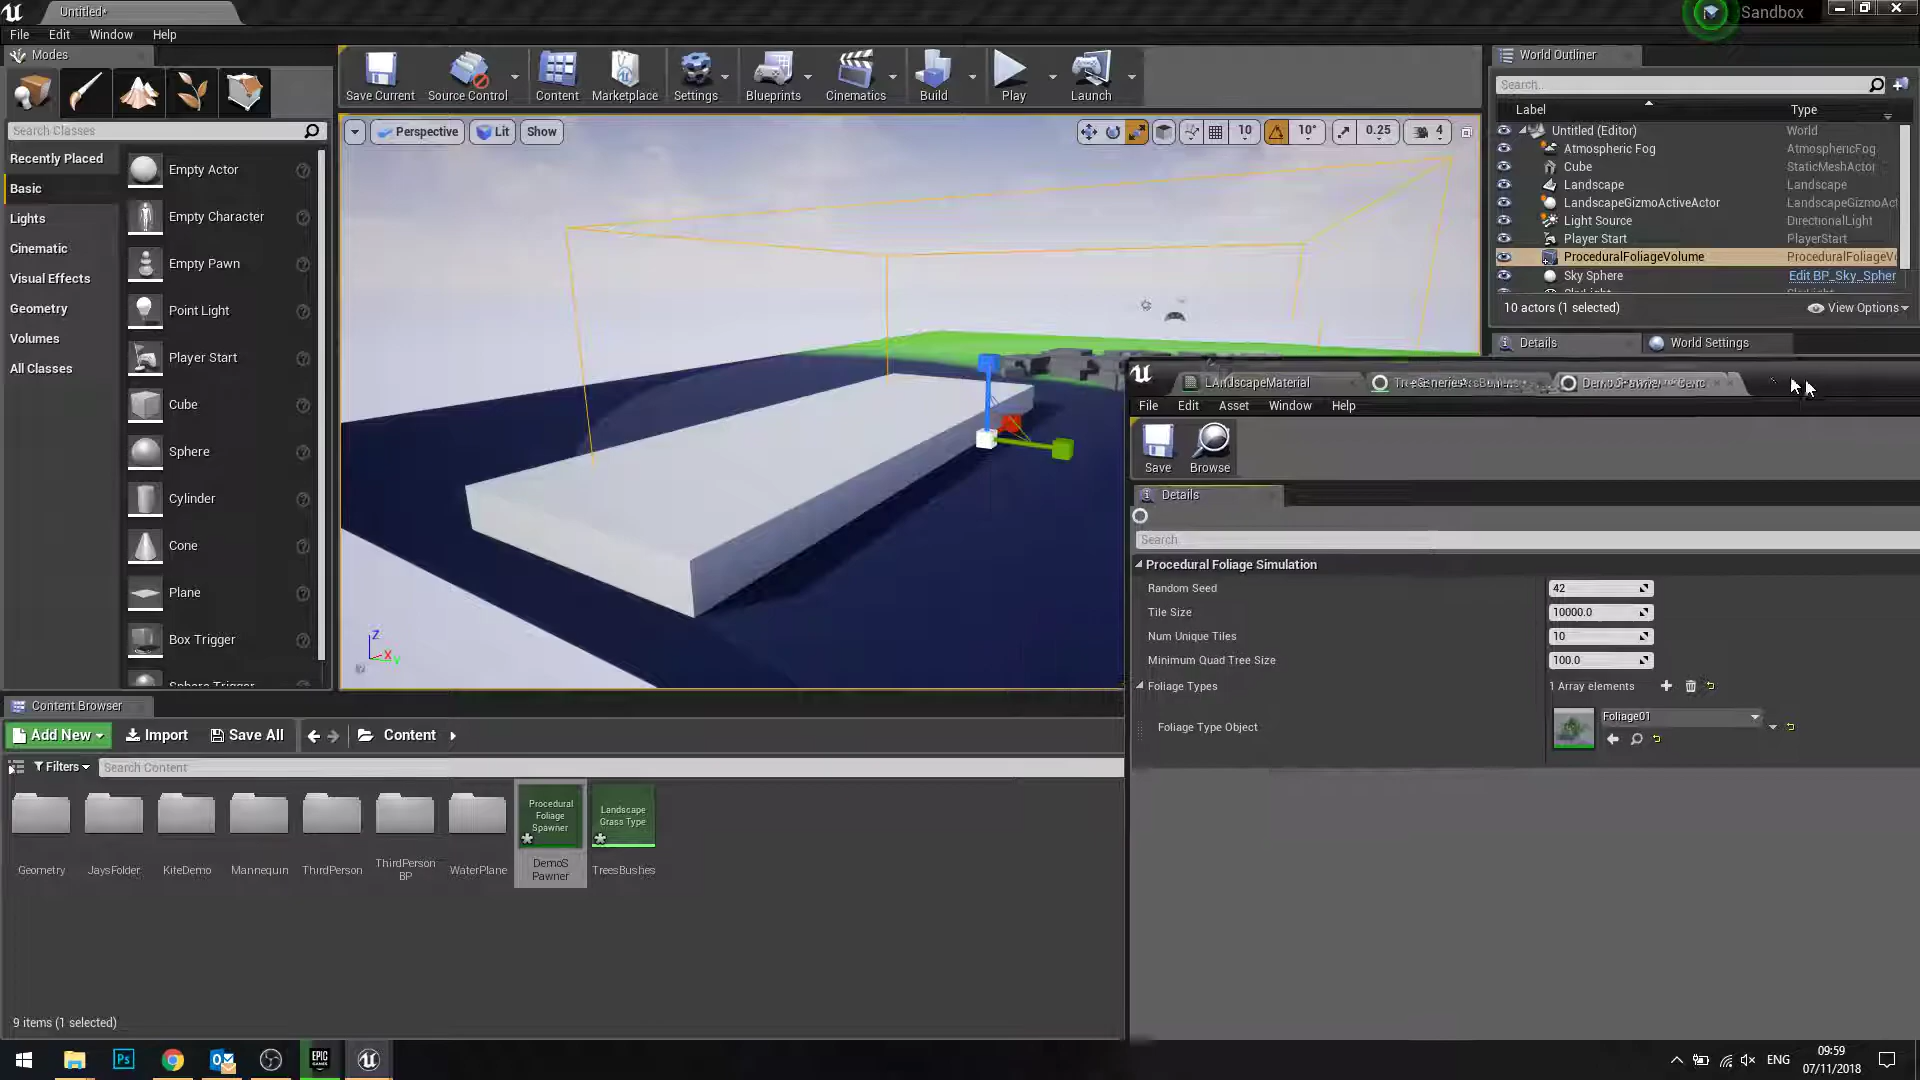 Untitled*
Sandbox
File Edit Window Help
Modes
Save Current
Source Control
Content
Marketplace
Settings
Blueprints
Cinematics
Build
Play
Launch
World Outliner
Search...
Label
Type
Search Classes
Perspective
Lit
Show
10
10°
0.25
4
Recently Placed
Basic
Lights
Cinematic
Visual Effects
Geometry
Volumes
All Classes
Empty Actor
Empty Character
Empty Pawn
Point Light
Player Start
Cube
Sphere
Cylinder
Cone
Plane
Box Trigger
Untitled (Editor) World
Atmospheric Fog AtmosphericFog
Cube StaticMeshActor
Landscape Landscape
LandscapeGizmoActiveActor LandscapeGizmoAct
Light Source DirectionalLight
Player Start PlayerStart
ProceduralFoliageVolume ProceduralFoliageVo
Sky Sphere Edit BP_Sky_Spher
10 actors (1 selected)
View Options
Details
World Settings
LAndscapeMaterial
File Edit Asset Window Help
Save
Browse
Details
Search
Procedural Foliage Simulation
Random Seed 42
Tile Size 10000.0
Num Unique Tiles 10
Minimum Quad Tree Size 100.0
Foliage Types 1 Array elements
Foliage Type Object
Foliage01
Z
X
Y
Content Browser
Add New
Import
Save All
Content
Filters
Search Content
Procedural
Foliage
Spawner
Landscape
Grass Type
Geometry
JaysFolder
KiteDemo
Mannequin
ThirdPerson
ThirdPerson
BP
WaterPlane
DemoS
Pawner
TreesBushes
9 items (1 selected)
Ps
EPIC
GAMES
ENG
09:59
07/11/2018